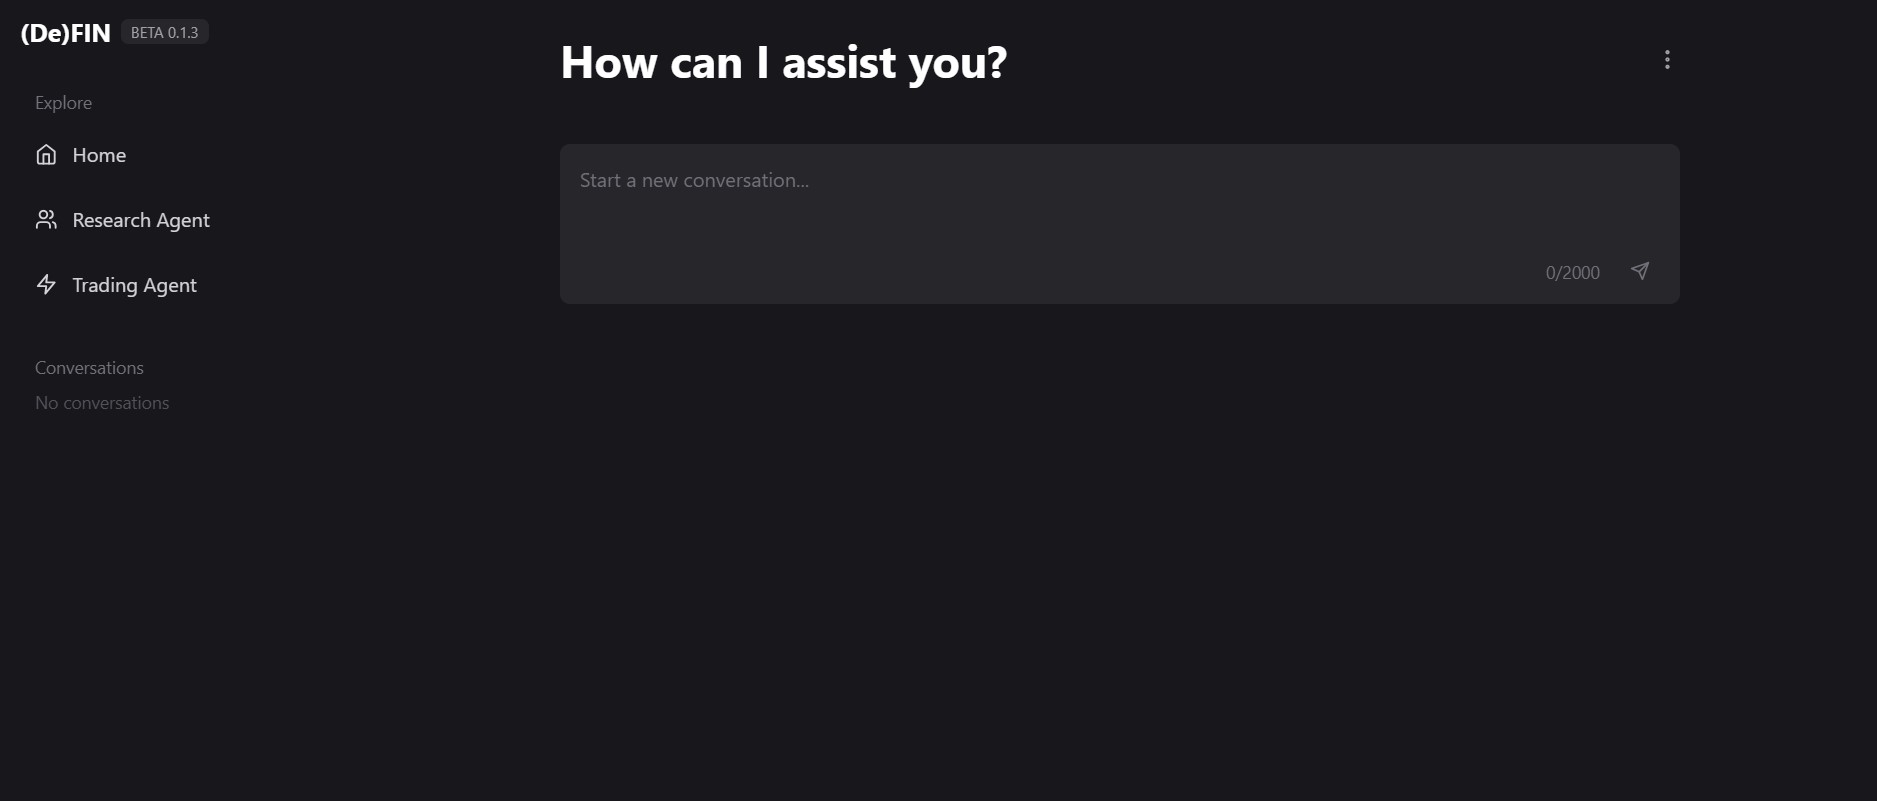 (De)FIN BETA 0.1.3
Explore
Home
Research Agent
Trading Agent
Conversations
No conversations
How can I assist you?
Start a new conversation...
0/2000